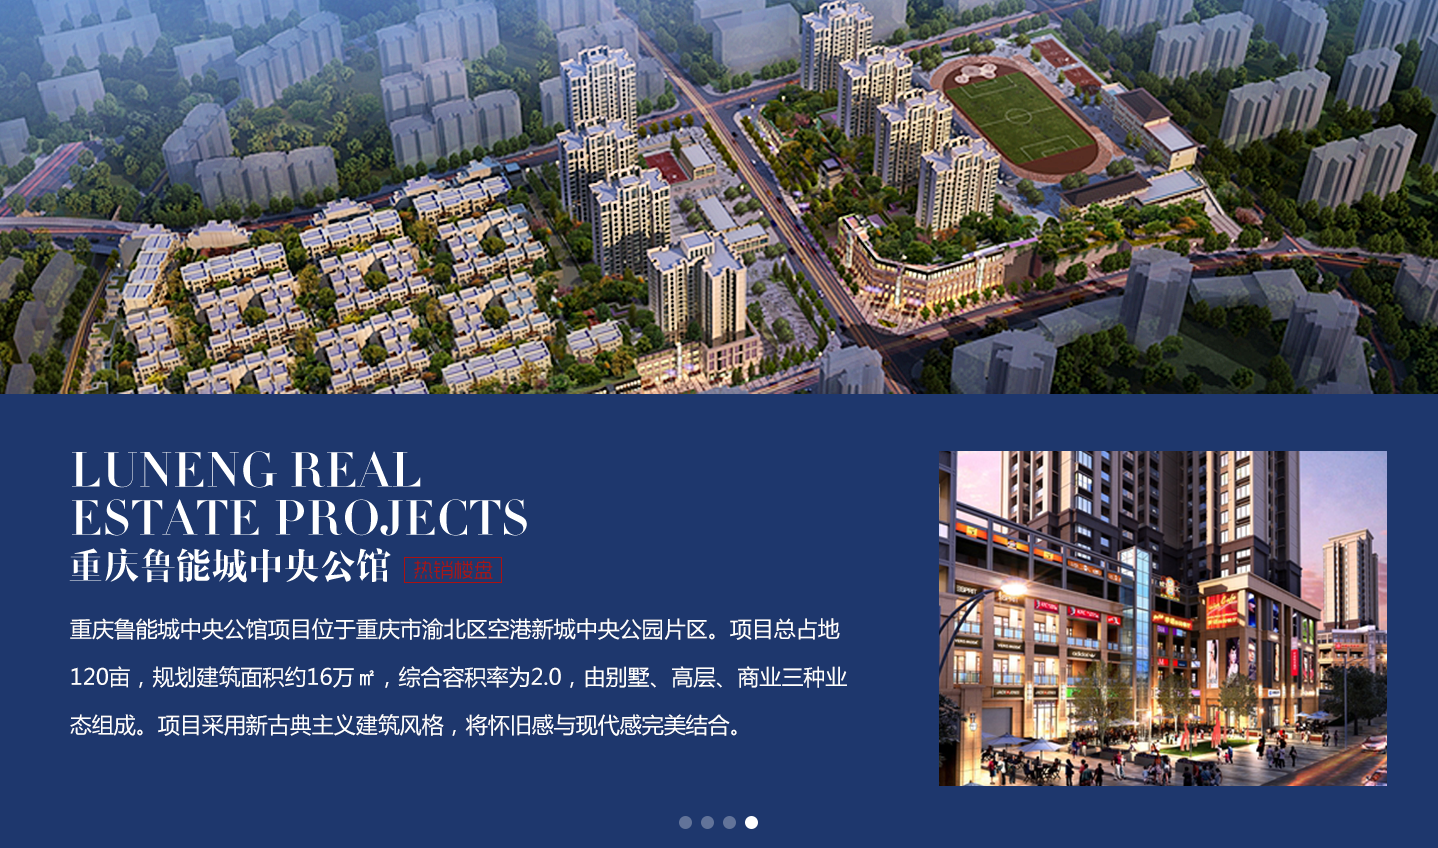 LUNENG REAL
ESTATE PROJECTS
重庆鲁能城中央公馆 热销楼盘
重庆鲁能城中央公馆项目位于重庆市渝北区空港新城中央公园片区。项目总占地
120亩，规划建筑面积约16万㎡，综合容积率为2.0，由别墅、高层、商业三种业
态组成。项目采用新古典主义建筑风格，将怀旧感与现代感完美结合。